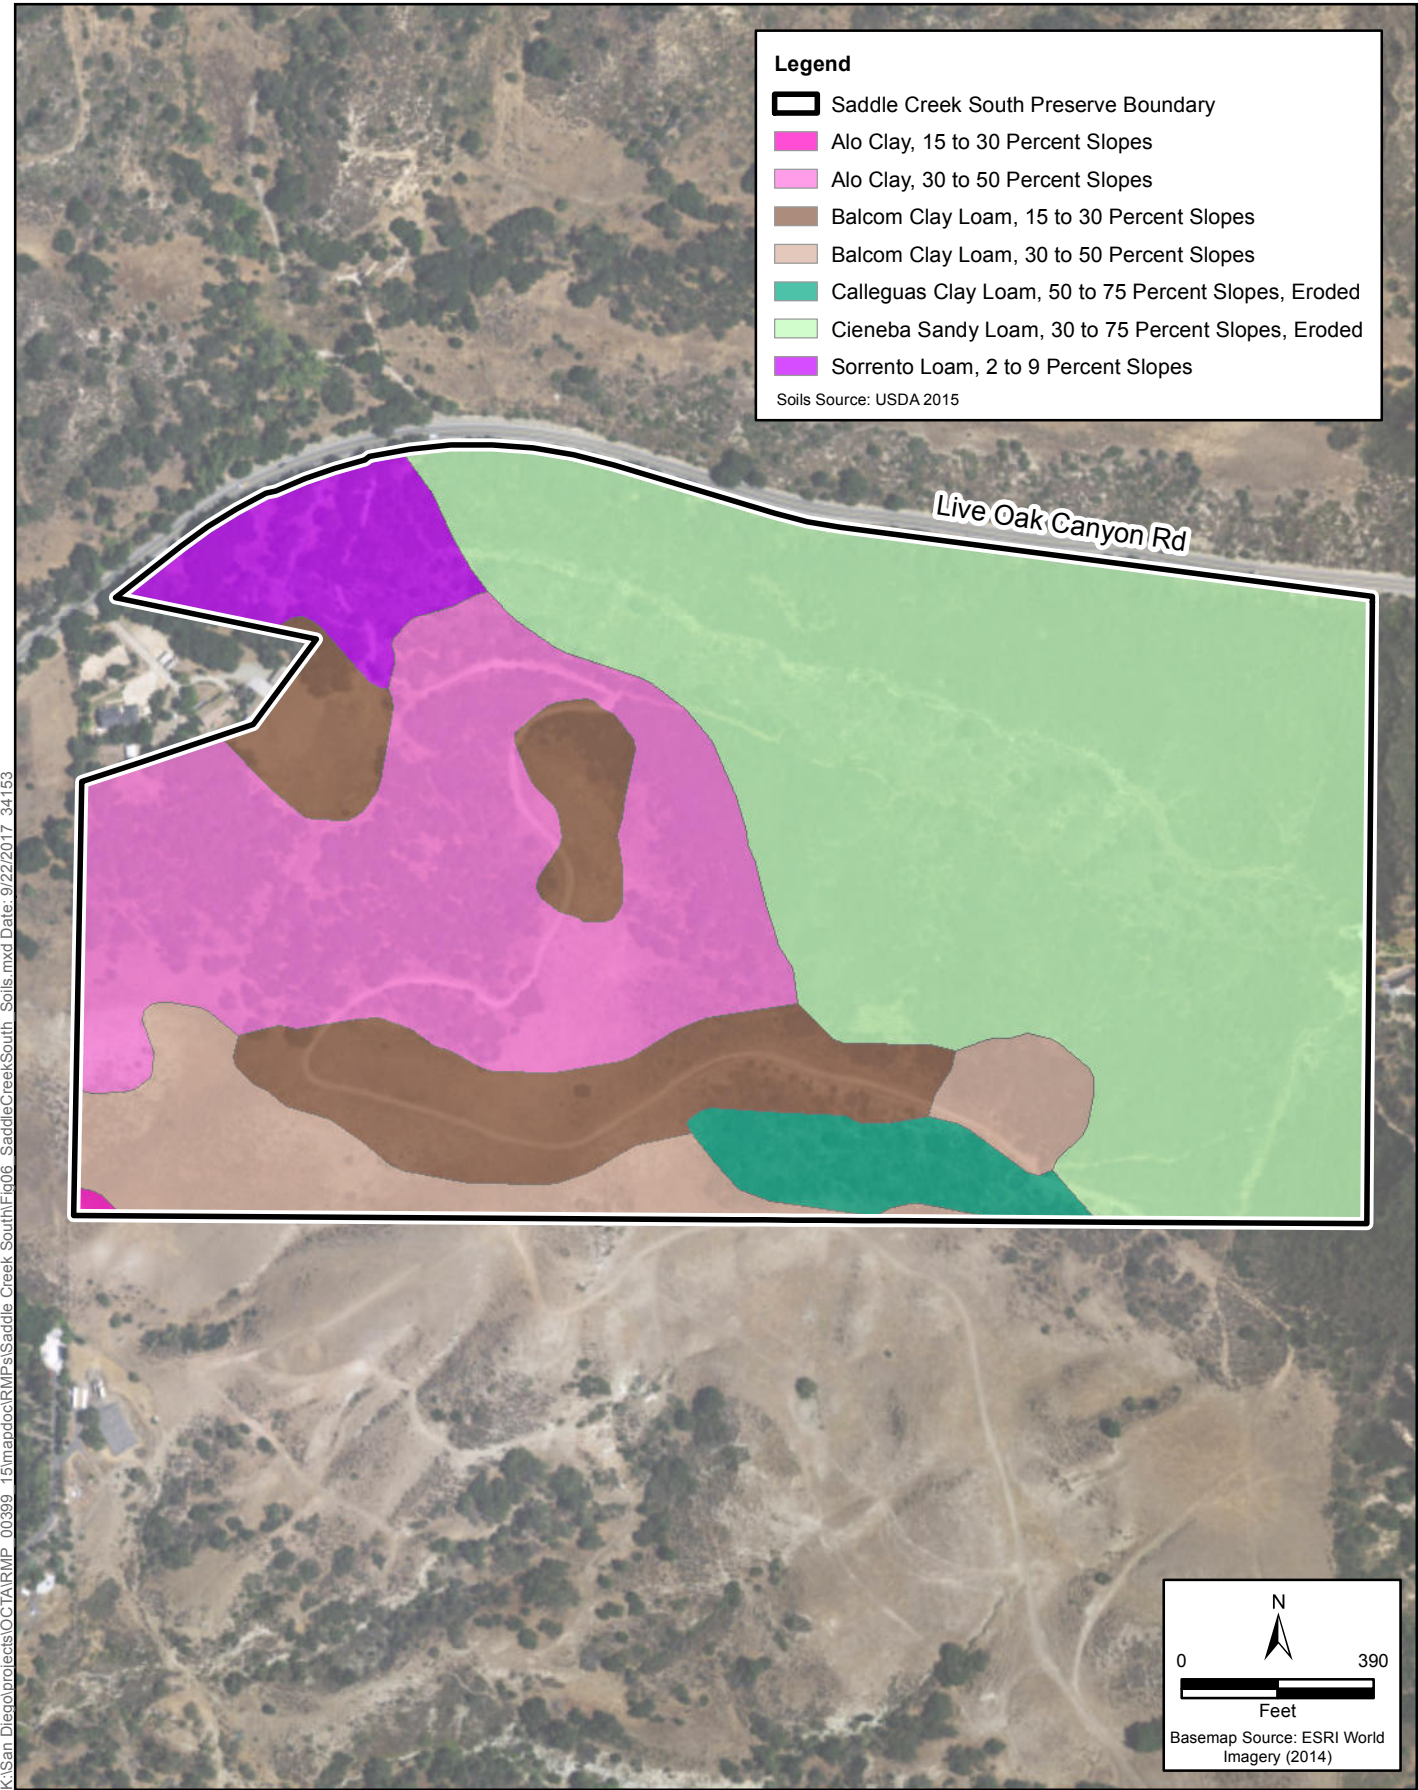 Legend
Saddle Creek South Preserve Boundary
Alo Clay, 15 to 30 Percent Slopes
Alo Clay, 30 to 50 Percent Slopes
Balcom Clay Loam, 15 to 30 Percent Slopes
Balcom Clay Loam, 30 to 50 Percent Slopes
Calleguas Clay Loam, 50 to 75 Percent Slopes, Eroded
Cieneba Sandy Loam, 30 to 75 Percent Slopes, Eroded
Sorrento Loam, 2 to 9 Percent Slopes
Soils Source: USDA 2015
Live Oak Canyon Rd
K:\San Diego\projects\OCTA\RMP_00399_15\mapdoc\RMPs\Saddle Creek South\Fig06_SaddleCreekSouth_Soils.mxd Date: 9/22/2017 34153
N
0 390
Feet
Basemap Source: ESRI World
Imagery (2014)